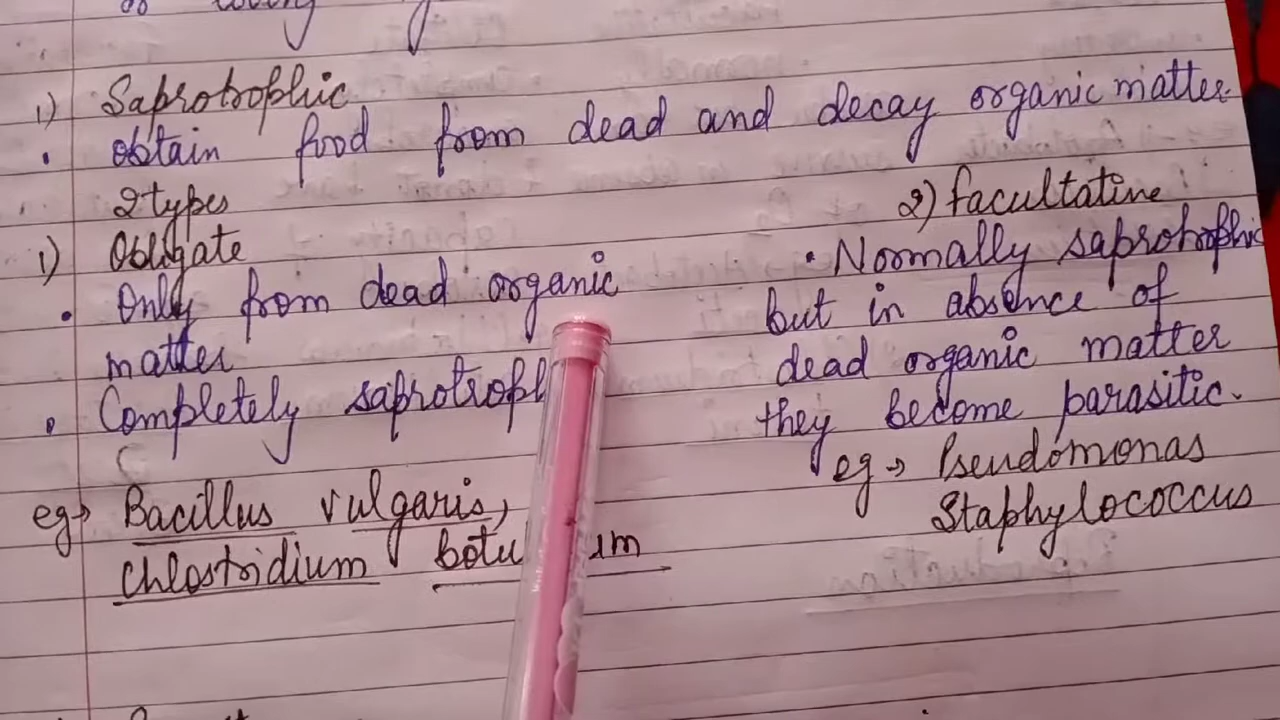 1) Saprotrophic
• obtain food from dead and decay organic matter.
2 types
1) Obligate
• Only from dead organic
matter
• Completely saprotroph
eg → Bacillus vulgaris,
Chlostridium botu um
2) facultatine
• Normally saprotrophic
but in absence of
dead organic matter
they become parasitic.
eg → Pseudomonas
Staphylococcus